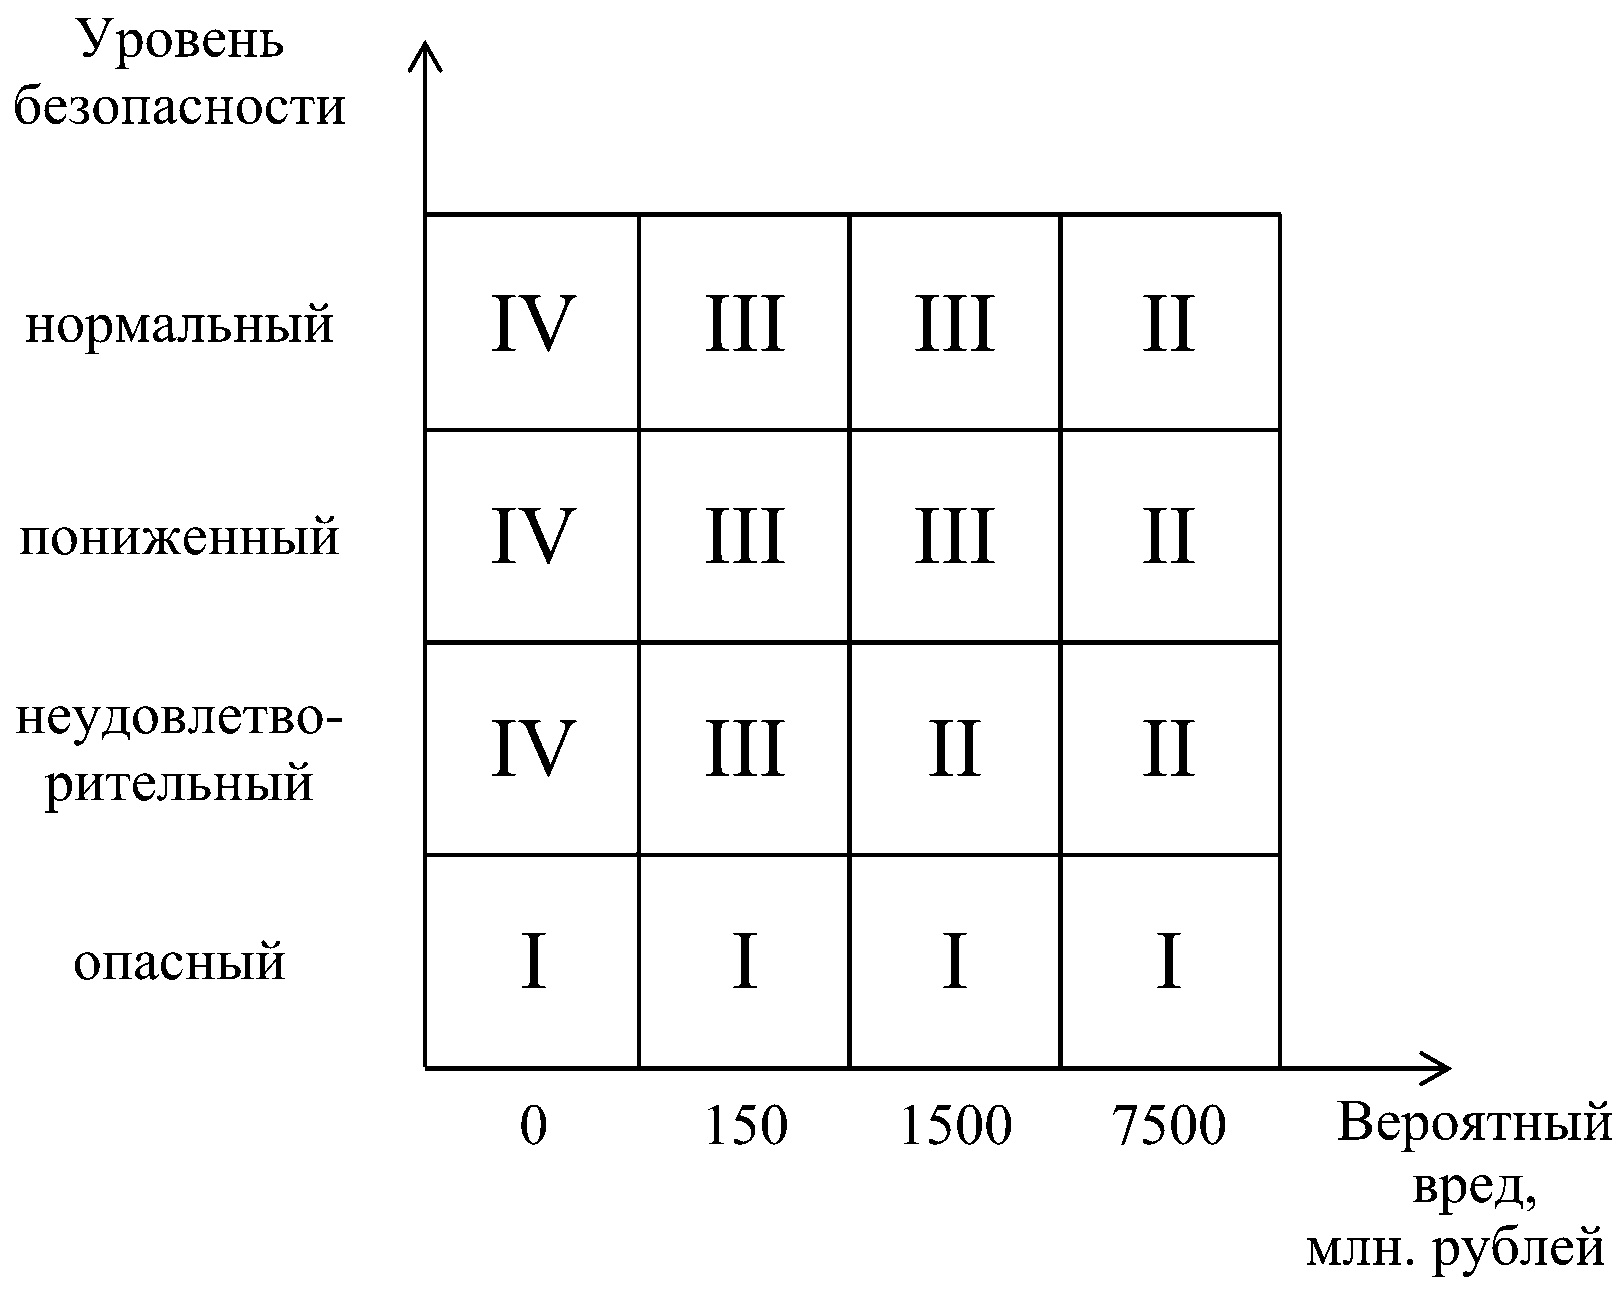 Уровень
безопасности
нормальный
IV III III II
пониженный
IV III III II
неудовлетво-
рительный
IV III II II
опасный
I I I I
0 150 1500 7500
Вероятный
вред,
млн. рублей